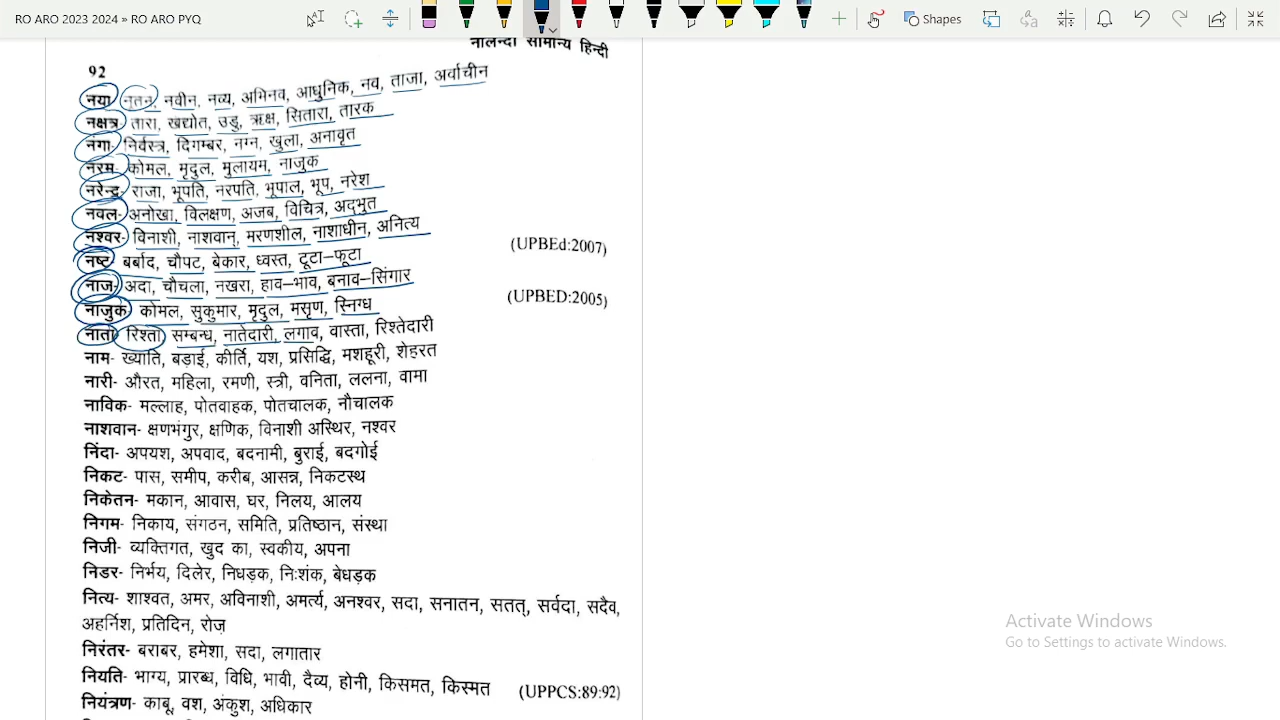 RO ARO 2023 2024 » RO ARO PYQ
Shapes
नालन्दा सामान्य हिन्दी
92
नया- नूतन, नवीन, नव्य, अभिनव, आधुनिक, नव, ताजा, अर्वाचीन
नक्षत्र- तारा, खद्योत, उडु, ऋक्ष, सितारा, तारक
नंगा- निर्वस्त्र, दिगम्बर, नग्न, खुला, अनावृत
नरम- कोमल, मृदुल, मुलायम, नाजुक
नरेन्द्र- राजा, भूपति, नरपति, भूपाल, भूप, नरेश
नवल- अनोखा, विलक्षण, अजब, विचित्र, अद्भुत
नश्वर- विनाशी, नाशवान्, मरणशील, नाशाधीन, अनित्य
नष्ट- बर्बाद, चौपट, बेकार, ध्वस्त, टूटा-फूटा (UPBEd:2007)
नाज- अदा, चौचला, नखरा, हाव-भाव, बनाव-सिंगार
नाजुक- कोमल, सुकुमार, मृदुल, मसृण, स्निग्ध (UPBED:2005)
नाता- रिश्ता, सम्बन्ध, नातेदारी, लगाव, वास्ता, रिश्तेदारी
नाम- ख्याति, बड़ाई, कीर्ति, यश, प्रसिद्धि, मशहूरी, शेहरत
नारी- औरत, महिला, रमणी, स्त्री, वनिता, ललना, वामा
नाविक- मल्लाह, पोतवाहक, पोतचालक, नौचालक
नाशवान- क्षणभंगुर, क्षणिक, विनाशी अस्थिर, नश्वर
निंदा- अपयश, अपवाद, बदनामी, बुराई, बदगोई
निकट- पास, समीप, करीब, आसन्न, निकटस्थ
निकेतन- मकान, आवास, घर, निलय, आलय
निगम- निकाय, संगठन, समिति, प्रतिष्ठान, संस्था
निजी- व्यक्तिगत, खुद का, स्वकीय, अपना
निडर- निर्भय, दिलेर, निधड़क, निःशंक, बेधड़क
नित्य- शाश्वत, अमर, अविनाशी, अमर्त्य, अनश्वर, सदा, सनातन, सतत्, सर्वदा, सदैव,
अहर्निश, प्रतिदिन, रोज़
निरंतर- बराबर, हमेशा, सदा, लगातार
नियति- भाग्य, प्रारब्ध, विधि, भावी, दैव्य, होनी, किसमत, किस्मत (UPPCS:89:92)
नियंत्रण- काबू, वश, अंकुश, अधिकार
Activate Windows
Go to Settings to activate Windows.